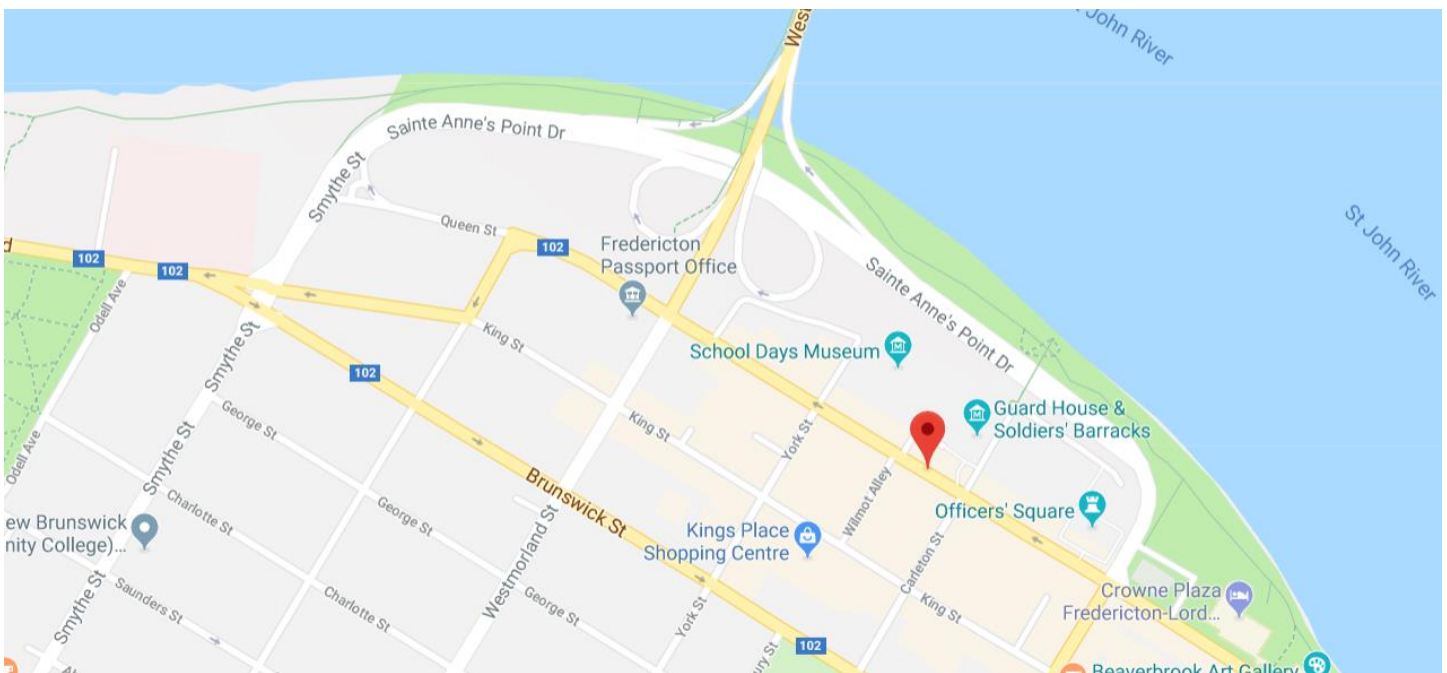 West
St John River
St John River
Sainte Anne's Point Dr
Smythe St
Queen St
102
Fredericton
Passport Office
Sainte Anne's Point Dr
d
102
102
Odell Ave
King St
School Days Museum
Smythe St
102
Guard House &
Soldiers' Barracks
George St
King St
York St
Odell Ave
Smythe St
Brunswick St
Wilmot Alley
Charlotte St
George St
Officers' Square
ew Brunswick
nity College)...
Kings Place
Shopping Centre
Westmorland St
Carleton St
Saunders St
Charlotte St
George St
King St
Crowne Plaza
Fredericton-Lord...
Smythe St
York St
ury St
102
Beaverbrook Art Gallery